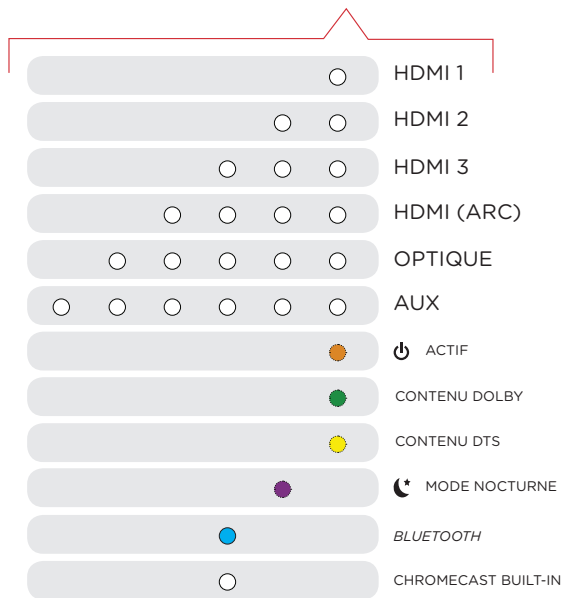 HDMI 1
HDMI 2
HDMI 3
HDMI (ARC)
OPTIQUE
AUX
ACTIF
CONTENU DOLBY
CONTENU DTS
MODE NOCTURNE
BLUETOOTH
CHROMECAST BUILT-IN